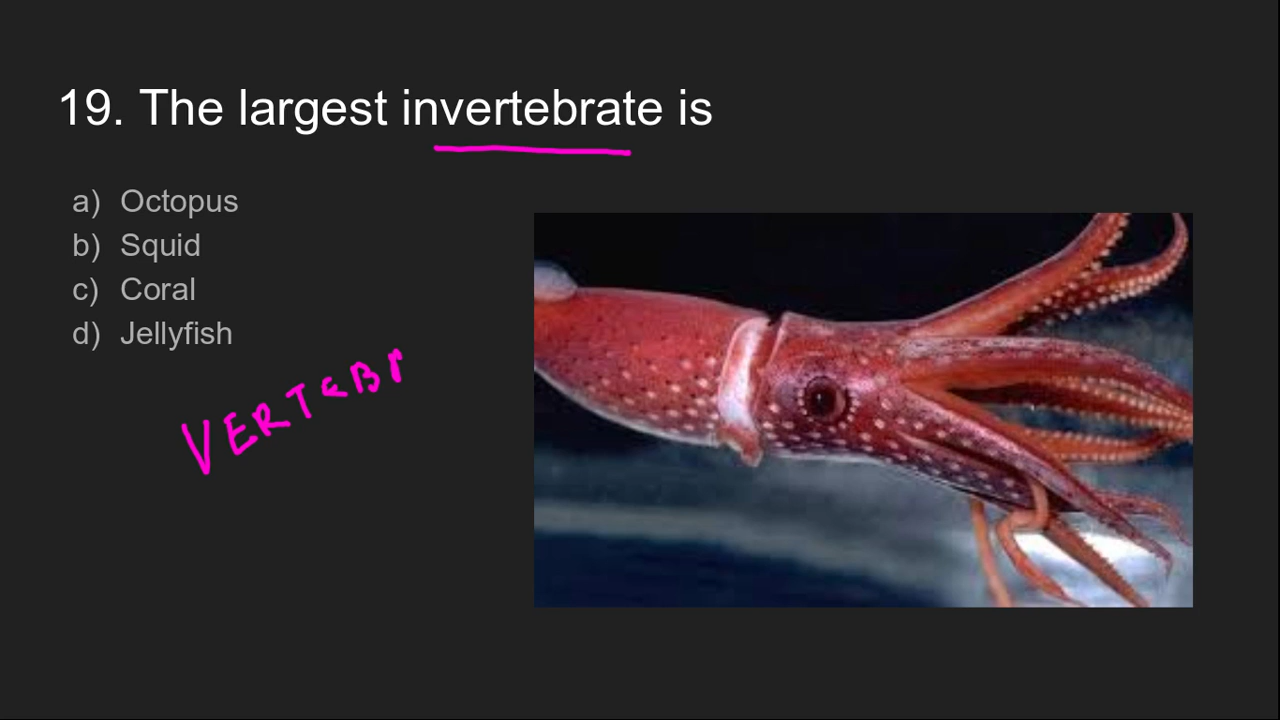 19. The largest invertebrate is
a) Octopus
b) Squid
c) Coral
d) Jellyfish
VERTEBr